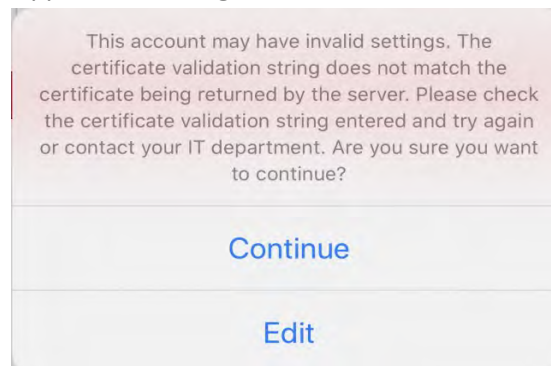 This account may have invalid settings. The
certificate validation string does not match the
certificate being returned by the server. Please check
the certificate validation string entered and try again
or contact your IT department. Are you sure you want
to continue?
Continue
Edit